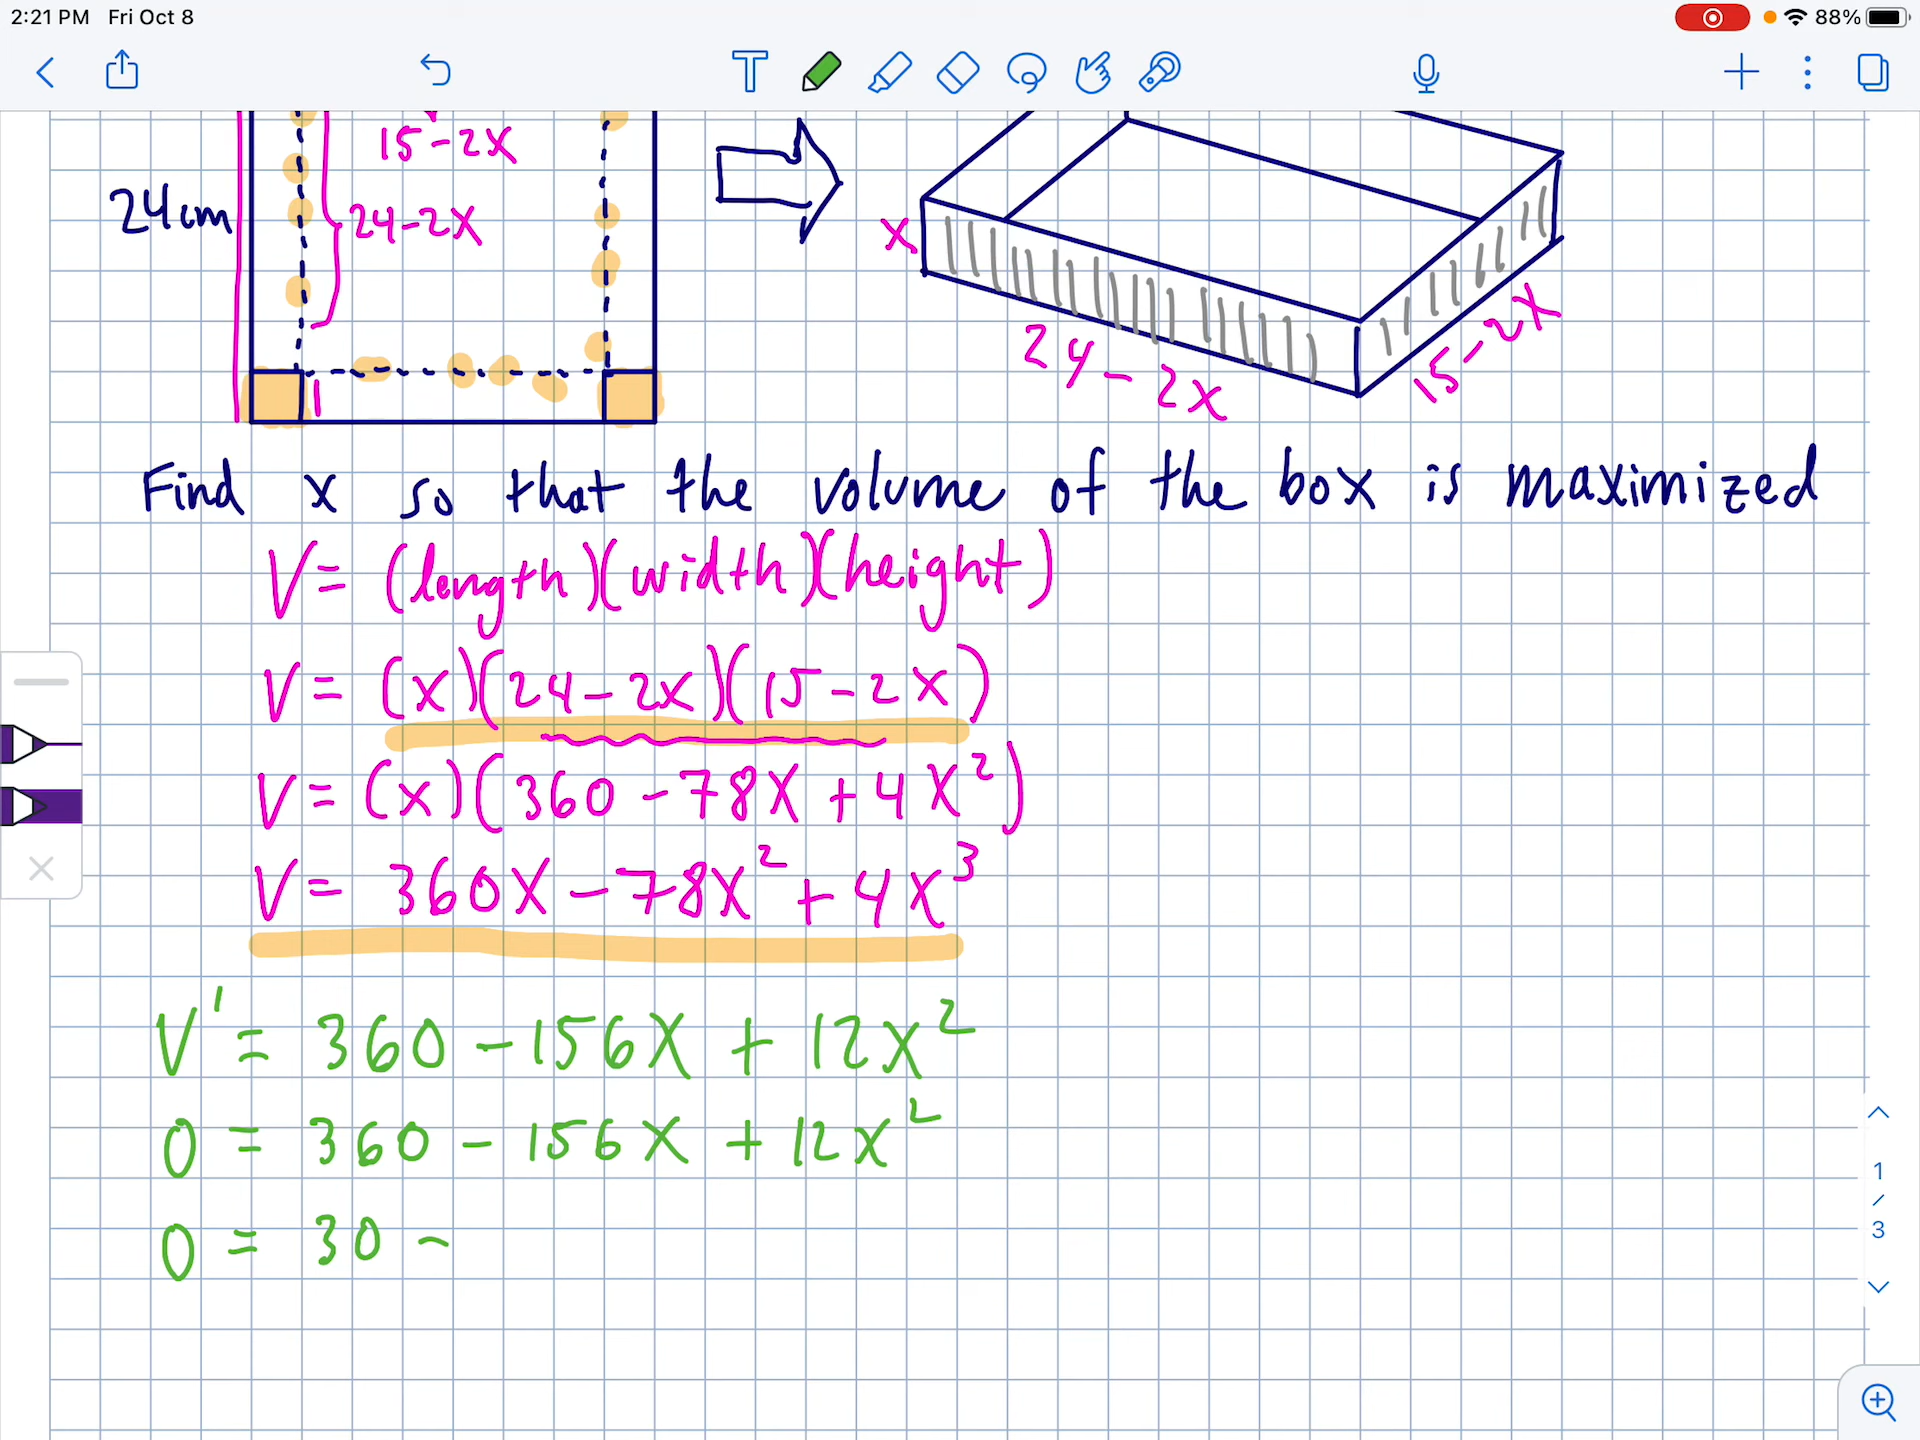 2:21 PM Fri Oct 8
88%
15-2x
24cm
24-2x
x
24-2x
15-2x
Find x so that the volume of the box is maximized
V = (length)(width)(height)
V = (x)(24-2x)(15-2x)
V = (x)(360-78x+4x²)
V = 360x-78x²+4x³
V' = 360-156x+12x²
0 = 360-156x+12x²
0 = 30-
1
/
3